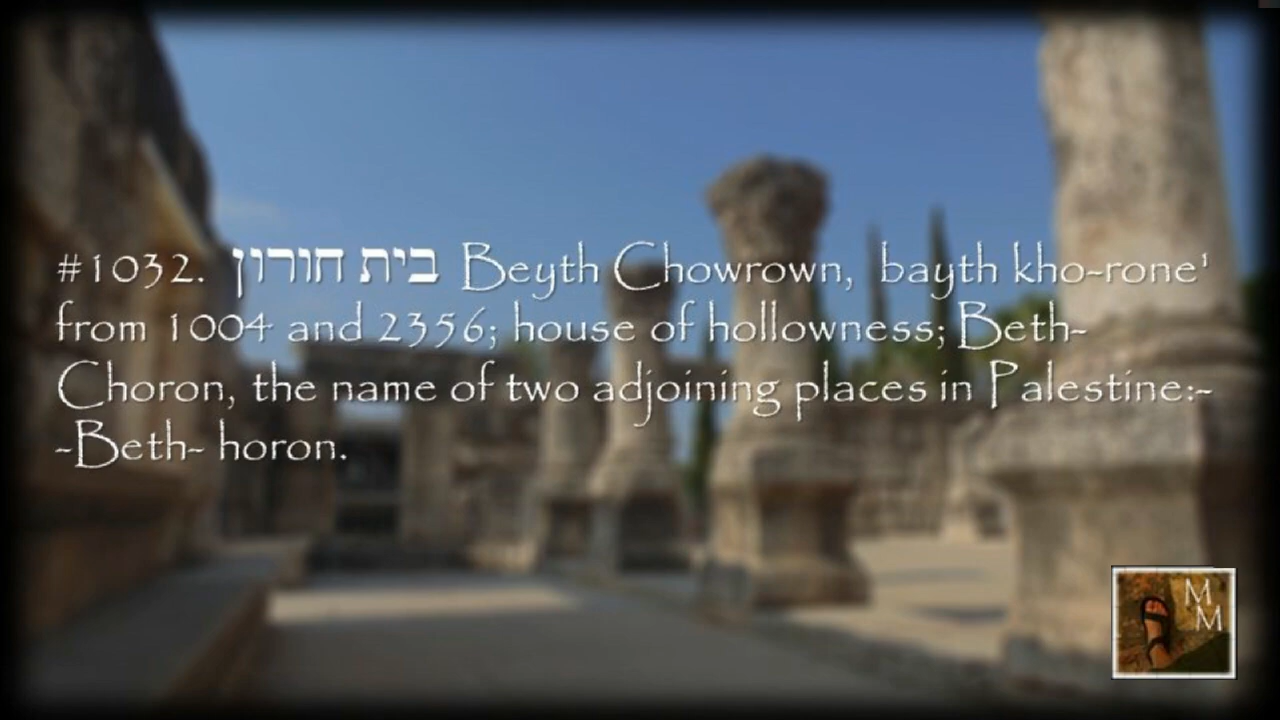 #1032. בית חורון Beyth Chowrown, bayth kho-rone'
from 1004 and 2356; house of hollowness; Beth-
Choron, the name of two adjoining places in Palestine:-
-Beth- horon.
M
M